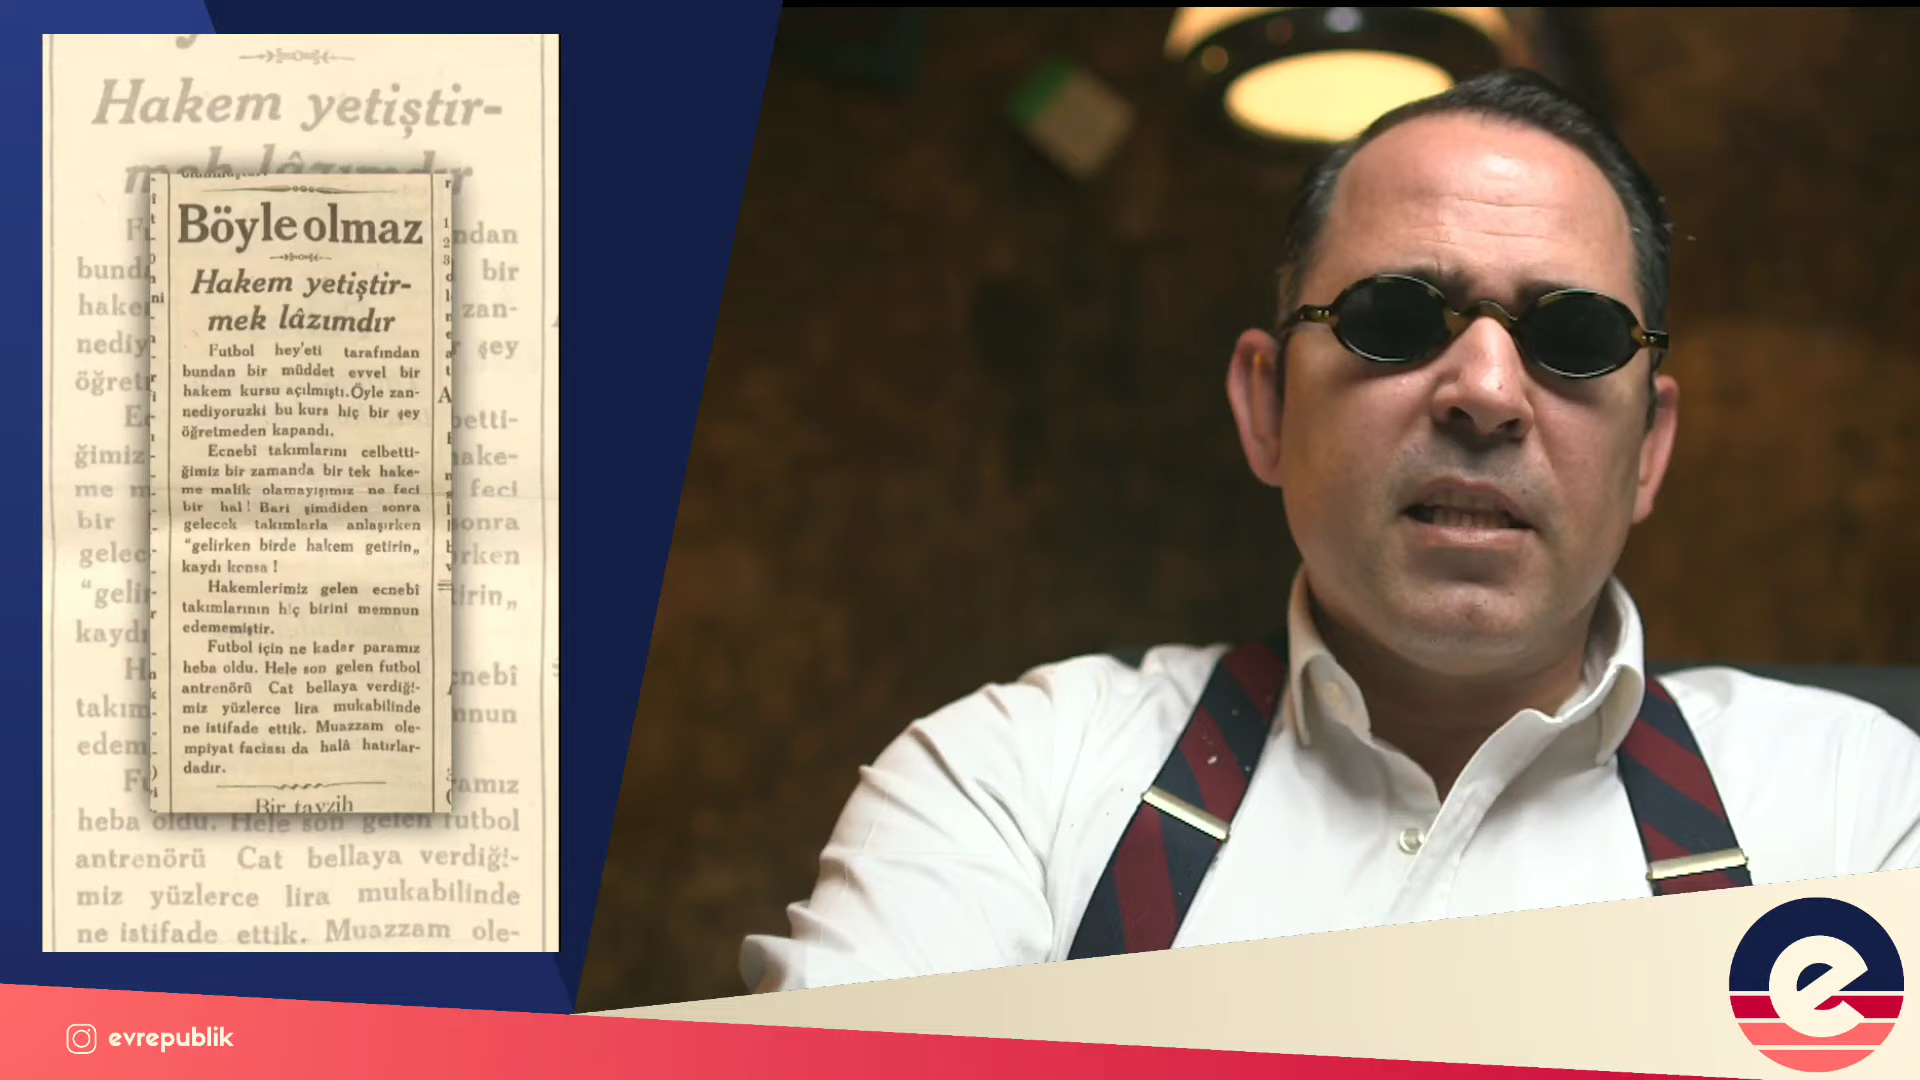 Hakem yetiştir-
mek lâzımdır
Böyle olmaz
Hakem yetiştir-
mek lâzımdır
Futbol hey'eti tarafından
bundan bir müddet evvel bir
hakem kursu açılmıştı.Öyle zan-
nediyoruzki bu kurs hiç bir şey
öğretmeden kapandı.
Ecnebî takımlarını celbetti-
ğimiz bir zamanda bir tek hake-
me malik olamayışımız ne feci
bir hal! Bari şimdiden sonra
gelecek takımlarla anlaşırken
“gelirken birde hakem getirin„
kaydı konsa !
Hakemlerimiz gelen ecnebî
takımlarının hiç birini memnun
edememiştir.
Futbol için ne kadar paramız
heba oldu. Hele son gelen futbol
antrenörü Cat bellaya verdiği-
miz yüzlerce lira mukabilinde
ne istifade ettik. Muazzam ole-
mpiyat faciası da halâ hatırlar-
dadır.
Bir tavzih
heba oldu. Hele son gelen futbol
antrenörü Cat bellaya verdiği-
miz yüzlerce lira mukabilinde
ne istifade ettik. Muazzam ole-
evrepublik
e